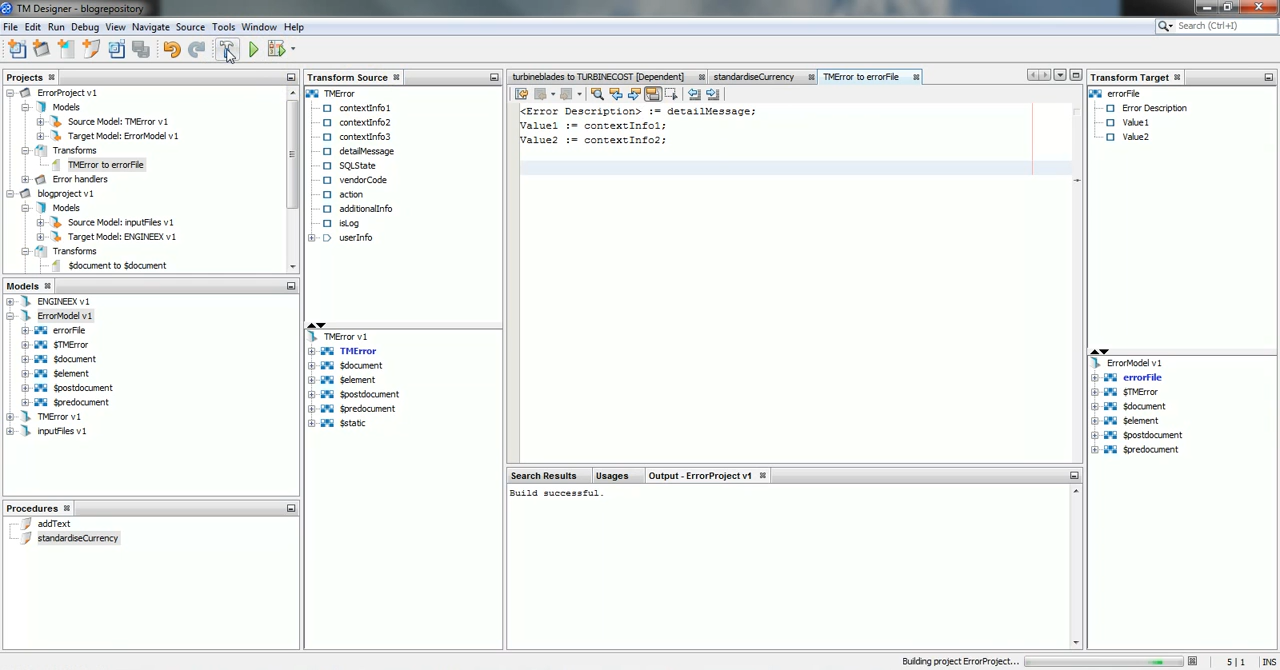 TM Designer - blogrepository
File Edit Run Debug View Navigate Source Tools Window Help
Search (Ctrl+I)
Projects
ErrorProject v1
Models
Source Model: TMError v1
Target Model: ErrorModel v1
Transforms
TMError to errorFile
Error handlers
blogproject v1
Models
Source Model: inputFiles v1
Target Model: ENGINEEX v1
Transforms
$document to $document
Models
ENGINEEX v1
ErrorModel v1
errorFile
$TMError
$document
$element
$postdocument
$predocument
TMError v1
inputFiles v1
Procedures
addText
standardiseCurrency
Transform Source
TMError
contextInfo1
contextInfo2
contextInfo3
detailMessage
SQLState
vendorCode
action
additionalInfo
isLog
userInfo
TMError v1
TMError
$document
$element
$postdocument
$predocument
$static
turbineblades to TURBINECOST [Dependent]
standardiseCurrency
TMError to errorFile
<Error Description> := detailMessage;
Value1 := contextInfo1;
Value2 := contextInfo2;
Search Results
Usages
Output - ErrorProject v1
Build successful.
Transform Target
errorFile
Error Description
Value1
Value2
ErrorModel v1
errorFile
$TMError
$document
$element
$postdocument
$predocument
Building project ErrorProject...
5 | 1
INS